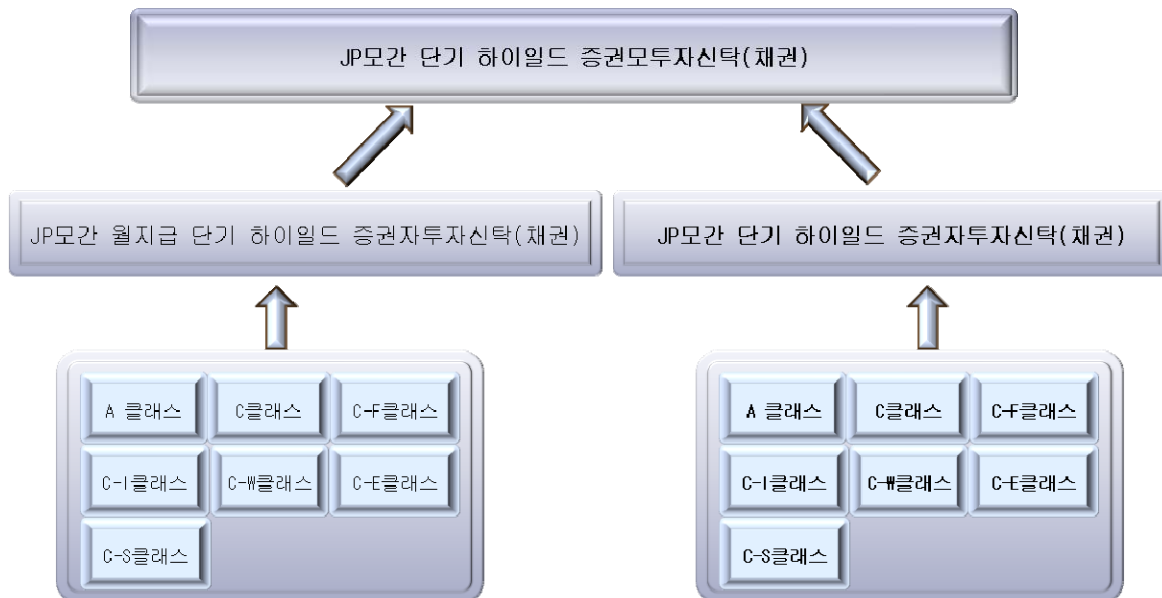 JP모간 단기 하이일드 증권모투자신탁(채권)
JP모간 월지급 단기 하이일드 증권자투자신탁(채권)
JP모간 단기 하이일드 증권자투자신탁(채권)
A 클래스 C클래스 C-F클래스
C-I클래스 C-W클래스 C-E클래스
C-S클래스
A 클래스 C클래스 C-F클래스
C-I클래스 C-W클래스 C-E클래스
C-S클래스